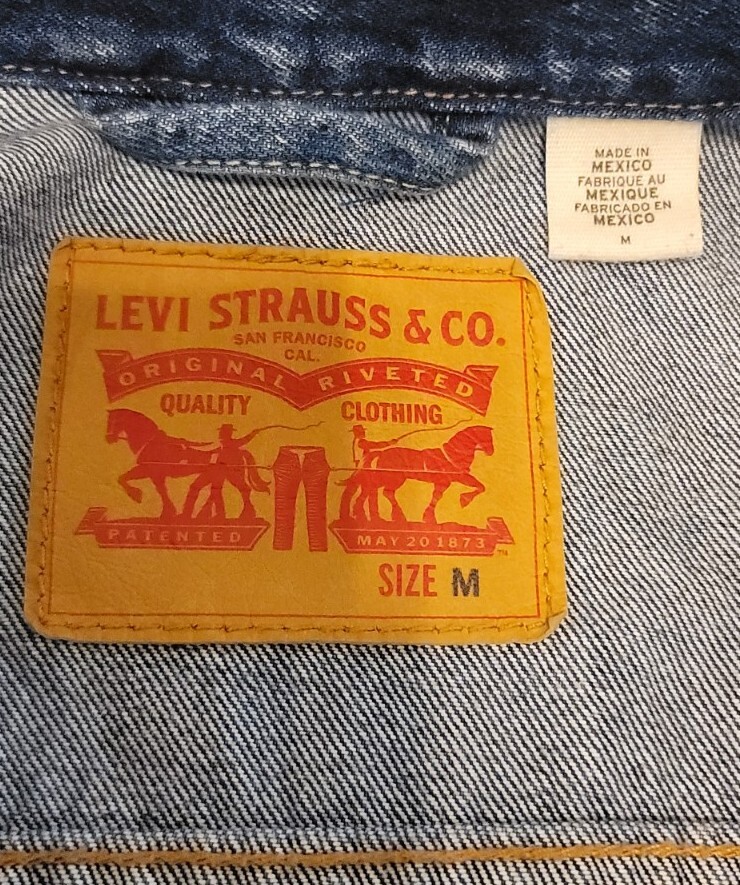 MADE IN
MEXICO
FABRIQUE AU
MEXIQUE
FABRICADO EN
MEXICO
M
LEVI STRAUSS & CO.
SAN FRANCISCO
CAL.
ORIGINAL RIVETED
QUALITY CLOTHING
PATENTED MAY 20 1873 ™
SIZE M